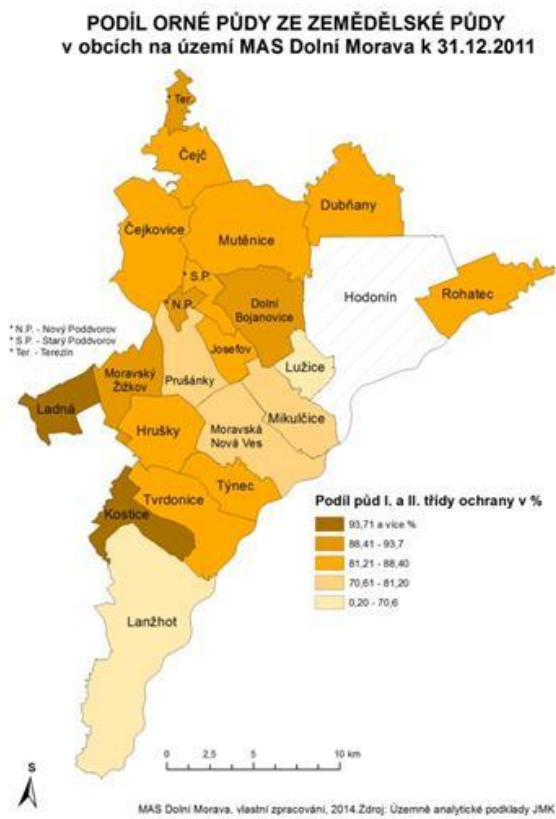 PODÍL ORNÉ PŮDY ZE ZEMĚDĚLSKÉ PŮDY
v obcích na území MAS Dolní Morava k 31.12.2011
* Ter.
Čejč
Dubňany
Čejkovice
Mutěnice
* S.P.
* N.P.
Dolní
Bojanovice
Hodonín
Rohatec
* N.P. - Nový Poddvorov
* S.P. - Starý Poddvorov
* Ter. - Terezín
Josefov
Lužice
Moravský
Žižkov
Prušánky
Ladná
Mikulčice
Hrušky
Moravská
Nová Ves
Týnec
Tvrdonice
Kostice
Lanžhot
Podíl půd I. a II. třídy ochrany v %
93,71 a více %
88,41 - 93,7
81,21 - 88,40
70,61 - 81,20
0,20 - 70,6
0 2,5 5 10 km
S
MAS Dolní Morava, vlastní zpracování, 2014.Zdroj: Územně analytické podklady JMK